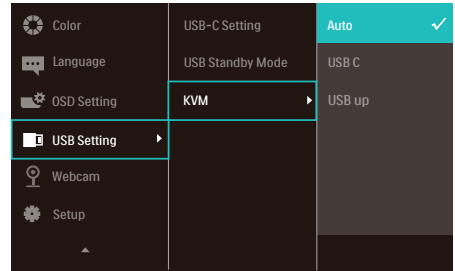 Color
Language
OSD Setting
USB Setting
Webcam
Setup
USB-C Setting
USB Standby Mode
KVM
Auto
USB C
USB up